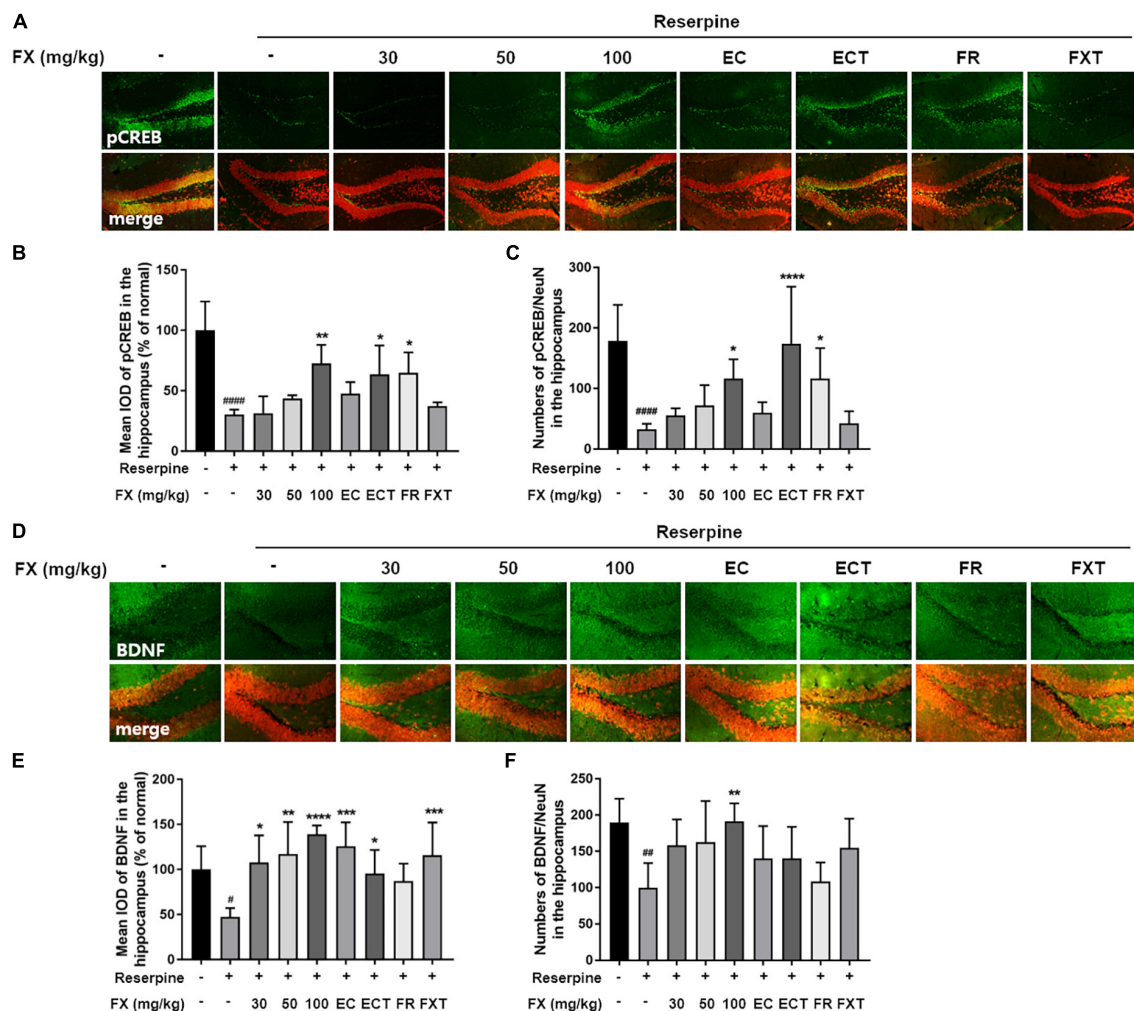 A
Reserpine
FX (mg/kg) - - 30 50 100 EC ECT FR FXT
pCREB
merge
B
Mean IOD of pCREB in the
hippocampus (% of normal)
150
100
50
0
####
**
*
*
Reserpine - + + + + + + + +
FX (mg/kg) - - 30 50 100 EC ECT FR FXT
C
Numbers of pCREB/NeuN
in the hippocampus
300
200
100
0
####
*
****
*
Reserpine - + + + + + + + +
FX (mg/kg) - - 30 50 100 EC ECT FR FXT
D
Reserpine
FX (mg/kg) - - 30 50 100 EC ECT FR FXT
BDNF
merge
E
Mean IOD of BDNF in the
hippocampus (% of normal)
200
150
100
50
0
#
*
**
****
***
*
***
Reserpine - + + + + + + + +
FX (mg/kg) - - 30 50 100 EC ECT FR FXT
F
Numbers of BDNF/NeuN
in the hippocampus
250
200
150
100
50
0
##
**
Reserpine - + + + + + + + +
FX (mg/kg) - - 30 50 100 EC ECT FR FXT